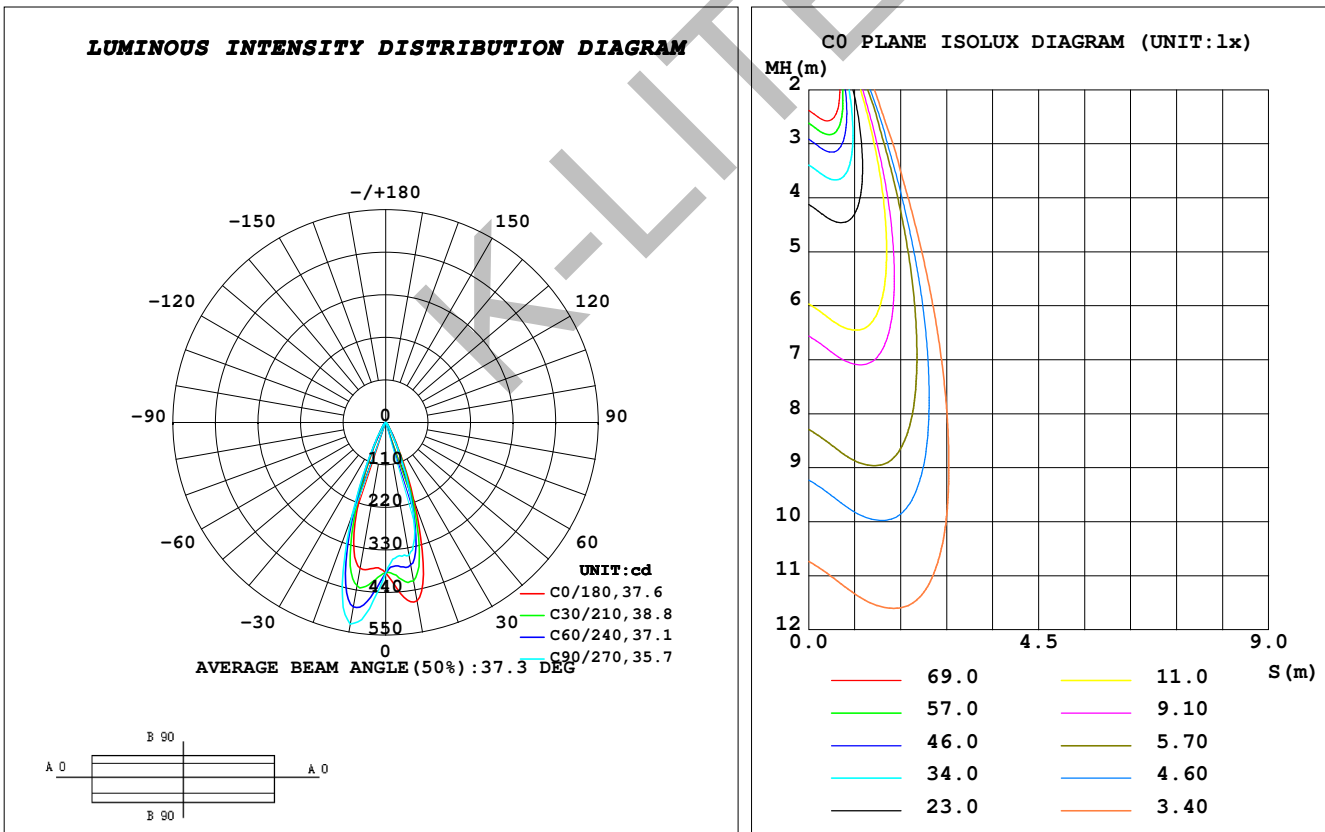 LUMINOUS INTENSITY DISTRIBUTION DIAGRAM
-/+180
-150 150
-120 120
-90 90
-60 60
-30 30
0
0
110
220
330
440
550
UNIT:cd
C0/180,37.6
C30/210,38.8
C60/240,37.1
C90/270,35.7
AVERAGE BEAM ANGLE(50%):37.3 DEG
B 90
A 0 A 0
B 90
K-LITE
C0 PLANE ISOLUX DIAGRAM (UNIT:lx)
MH(m)
2
3
4
5
6
7
8
9
10
11
12
0.0 4.5 9.0
S(m)
69.0 11.0
57.0 9.10
46.0 5.70
34.0 4.60
23.0 3.40